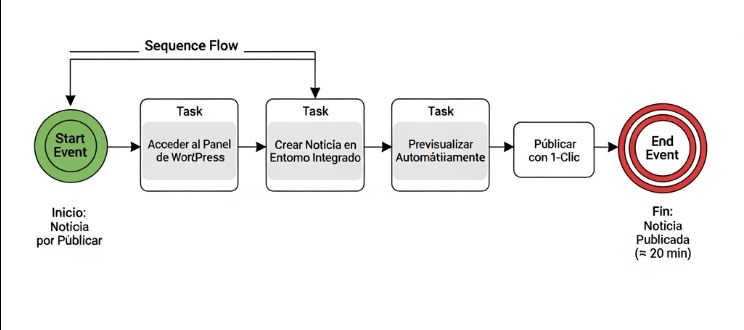 Sequence Flow
Start
Event
Task
Acceder al Panel
de WortPress
Task
Crear Noticia en
Entomo Integrado
Task
Previsualizar
Automátiiamente
Públicar
con 1-Clic
End
Event
Inicio:
Noticia
por Públicar
Fin:
Noticia
Publicada
(≈ 20 min)